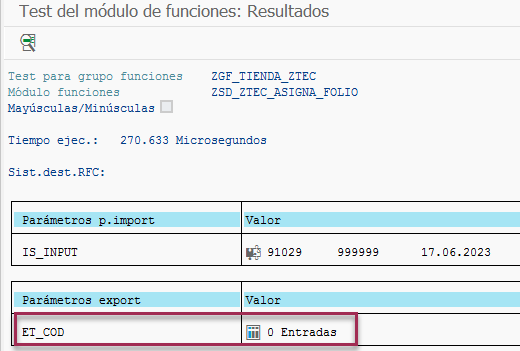 Test del módulo de funciones: Resultados
Test para grupo funciones ZGF_TIENDA_ZTEC
Módulo funciones ZSD_ZTEC_ASIGNA_FOLIO
Mayúsculas/Minúsculas
Tiempo ejec.: 270.633 Microsegundos
Sist.dest.RFC:
Parámetros p.import Valor
IS_INPUT 91029 999999 17.06.2023
Parámetros export Valor
ET_COD 0 Entradas